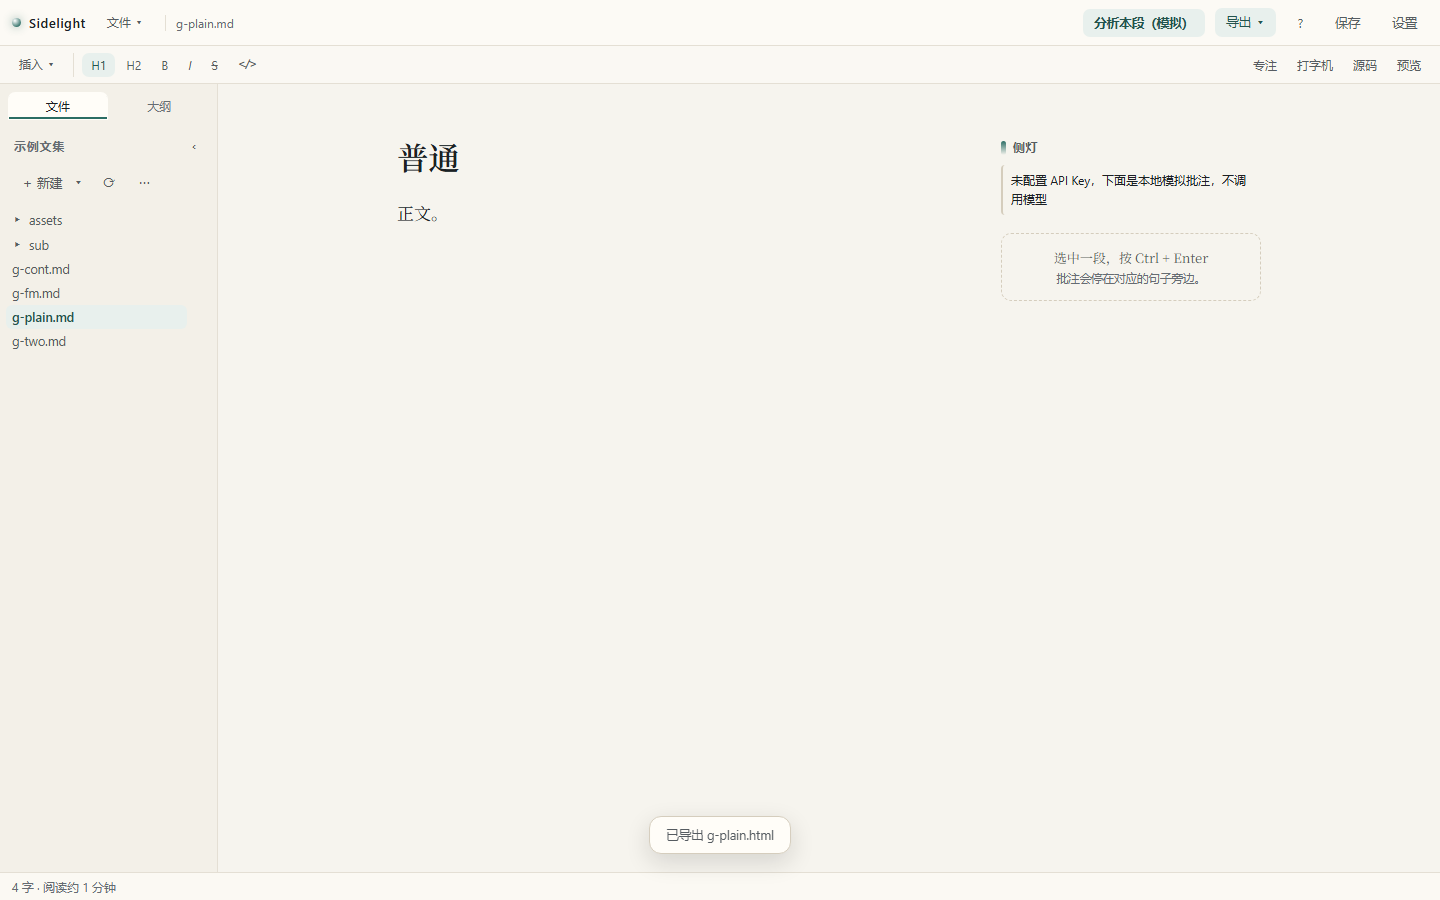 Sidelight 文件 g-plain.md 分析本段（模拟） 导出 ? 保存 设置
插入 H1 H2 B I S </> 专注 打字机 源码 预览
文件 大纲
示例文集
+ 新建 ···
assets
sub
g-cont.md
g-fm.md
g-plain.md
g-two.md
普通
正文。
侧灯
未配置 API Key，下面是本地模拟批注，不调
用模型
选中一段，按 Ctrl + Enter
批注会停在对应的句子旁边。
已导出 g-plain.html
4 字 · 阅读约 1 分钟